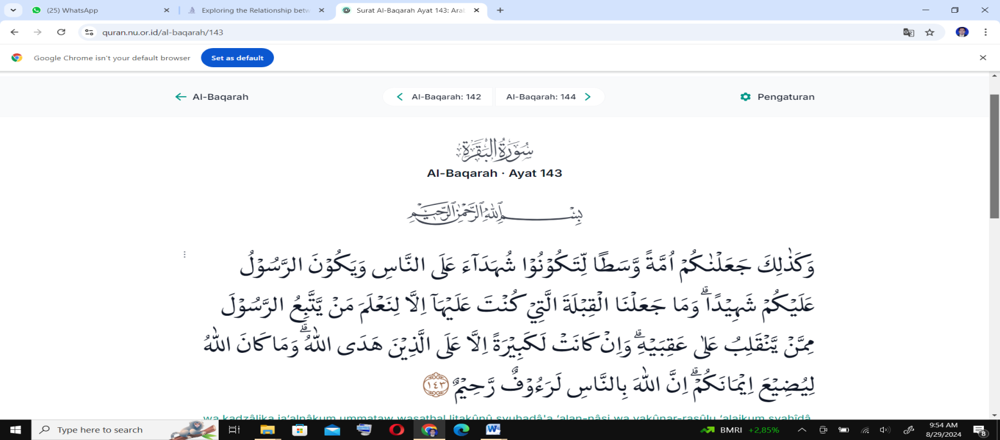 (25) WhatsApp
Exploring the Relationship betw
Surat Al-Baqarah Ayat 143: Arab
quran.nu.or.id/al-baqarah/143
Google Chrome isn't your default browser
Set as default
Al-Baqarah
Al-Baqarah: 142
Al-Baqarah: 144
Pengaturan
سُوْرَةُ الْبَقَرَةِ
Al-Baqarah · Ayat 143
بِسْمِ اللّٰهِ الرَّحْمٰنِ الرَّحِيْمِ
وَكَذٰلِكَ جَعَلْنٰكُمْ اُمَّةً وَّسَطًا لِّتَكُوْنُوْا شُهَدَاۤءَ عَلَى النَّاسِ وَيَكُوْنَ الرَّسُوْلُ
عَلَيْكُمْ شَهِيْدًاۗ وَمَا جَعَلْنَا الْقِبْلَةَ الَّتِيْ كُنْتَ عَلَيْهَآ اِلَّا لِنَعْلَمَ مَنْ يَّتَّبِعُ الرَّسُوْلَ
مِمَّنْ يَّنْقَلِبُ عَلٰى عَقِبَيْهِۗ وَاِنْ كَانَتْ لَكَبِيْرَةً اِلَّا عَلَى الَّذِيْنَ هَدَى اللّٰهُۗ وَمَا كَانَ اللّٰهُ
لِيُضِيْعَ اِيْمَانَكُمْۗ اِنَّ اللّٰهَ بِالنَّاسِ لَرَءُوْفٌ رَّحِيْمٌ ١٤٣
wa kadzâlika ja‘alnâkum ummataw wasathal litakûnû syuhadâ'a ‘alan-nâsi wa yakûnar-rasûlu ‘alaikum syahîdâ,
Type here to search
BMRI +2,85%
9:54 AM
8/29/2024
8